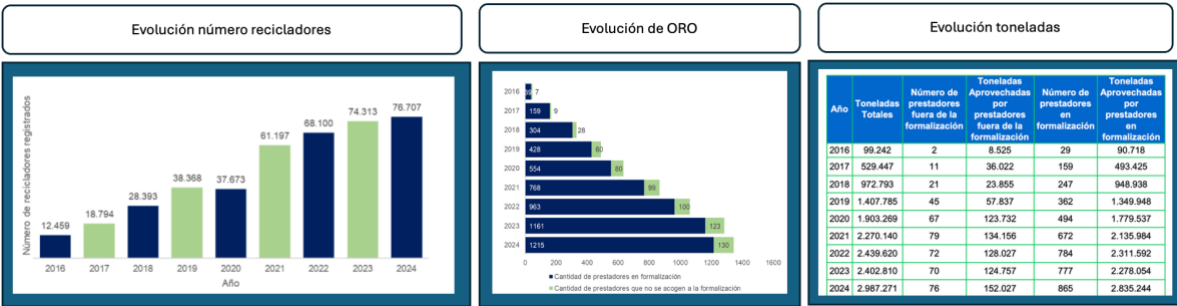 Evolución número recicladores
Número de recicladores registrados
12.459
18.794
28.393
38.368
37.673
61.197
68.100
74.313
76.707
2016 2017 2018 2019 2020 2021 2022 2023 2024
Año
Evolución de ORO
2016 7
2017 159 9
2018 304 28
2019 428 60
2020 554 80
2021 768 99
2022 963 100
2023 1161 123
2024 1215 130
0 200 400 600 800 1000 1200 1400 1600
Cantidad de prestadores en formalización
Cantidad de prestadores que no se acogen a la formalización
Evolución toneladas
Año Toneladas Totales Número de prestadores fuera de la formalización Toneladas Aprovechadas por prestadores fuera de la formalización Número de prestadores en formalización Toneladas Aprovechadas por prestadores en formalización
2016 99.242 2 8.525 29 90.718
2017 529.447 11 36.022 159 493.425
2018 972.793 21 23.855 247 948.938
2019 1.407.785 45 57.837 362 1.349.948
2020 1.903.269 67 123.732 494 1.779.537
2021 2.270.140 79 134.156 672 2.135.984
2022 2.439.620 72 128.027 784 2.311.592
2023 2.402.810 70 124.757 777 2.278.054
2024 2.987.271 76 152.027 865 2.835.244